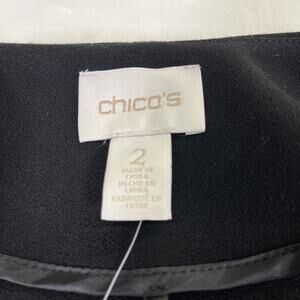 chico's
2
MADE IN
CHINA
HECHO EN
CHINA
FABRIQUÉ EN
CHINE